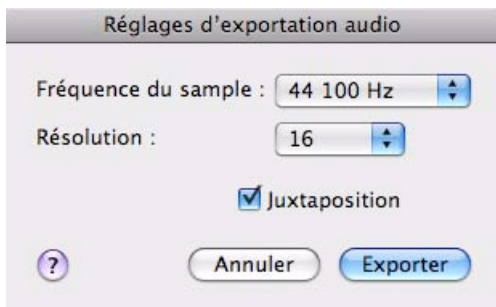 Réglages d'exportation audio
Fréquence du sample : 44 100 Hz
Résolution : 16
Juxtaposition
? Annuler Exporter